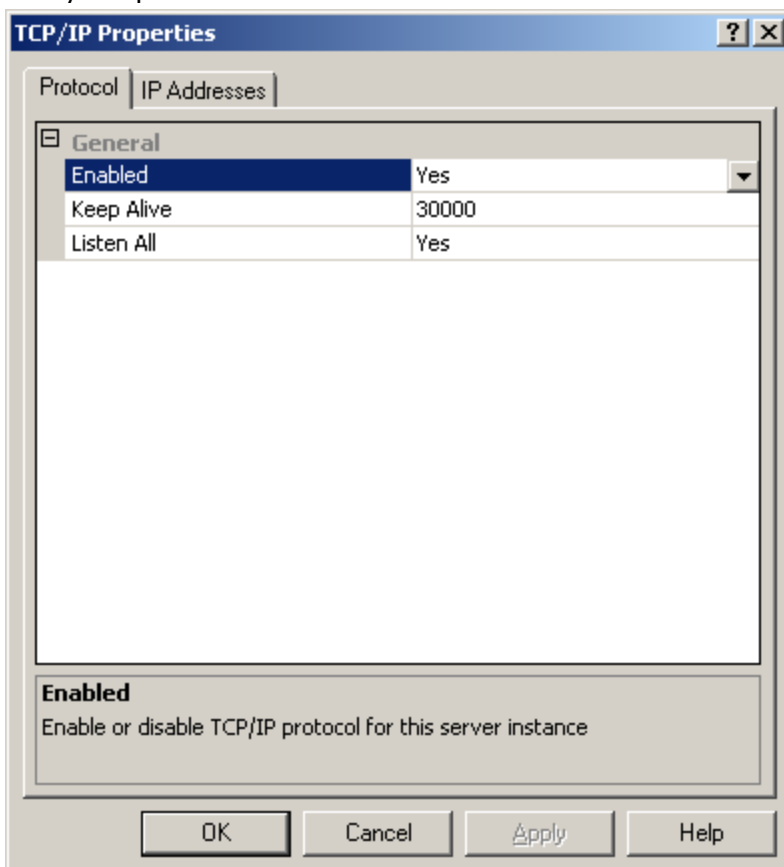 TCP/IP Properties
Protocol
IP Addresses
General
Enabled Yes
Keep Alive 30000
Listen All Yes
Enabled
Enable or disable TCP/IP protocol for this server instance
OK Cancel Apply Help